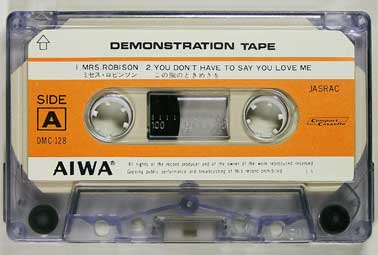 DEMONSTRATION TAPE
1 MRS. ROBISON 2. YOU DON'T HAVE TO SAY YOU LOVE ME
ミセス・ロビンソン この胸のときめきを
SIDE
A
DMC-128
JASRAC
100 50 0
Compact
Cassette
AIWA®
All rights of the record producer and of the owner of the work reproduced reserved
Copying public performance and broadcasting of this record prohibited